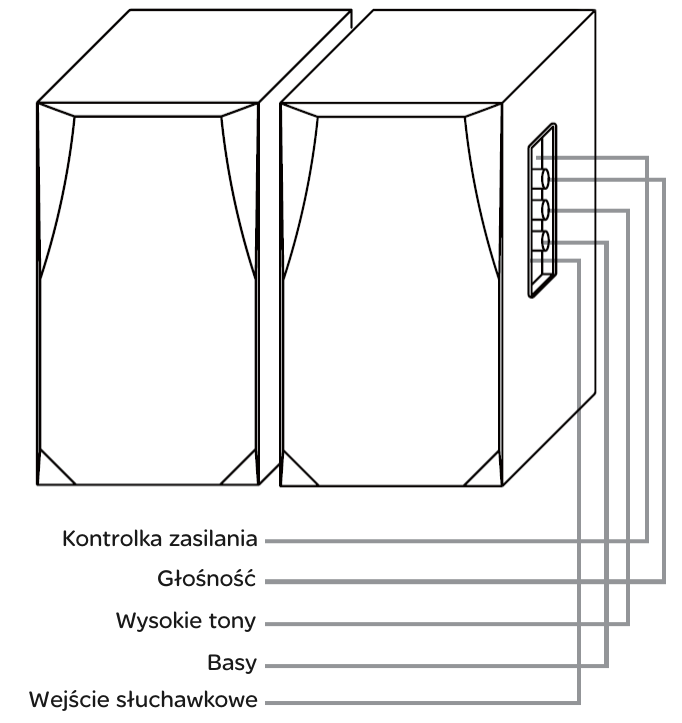 Kontrolka zasilania
Głośność
Wysokie tony
Basy
Wejście słuchawkowe